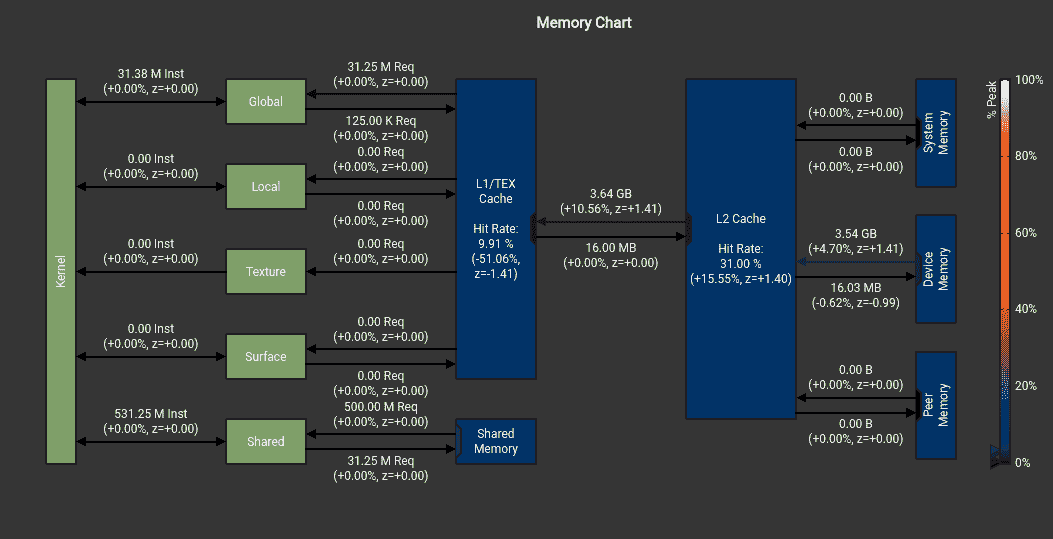 Memory Chart
Kernel
31.38 M Inst
(+0.00%, z=+0.00)
Global
31.25 M Req
(+0.00%, z=+0.00)
125.00 K Req
(+0.00%, z=+0.00)
0.00 Inst
(+0.00%, z=+0.00)
Local
0.00 Req
(+0.00%, z=+0.00)
0.00 Req
(+0.00%, z=+0.00)
0.00 Inst
(+0.00%, z=+0.00)
Texture
0.00 Req
(+0.00%, z=+0.00)
0.00 Inst
(+0.00%, z=+0.00)
Surface
0.00 Req
(+0.00%, z=+0.00)
0.00 Req
(+0.00%, z=+0.00)
531.25 M Inst
(+0.00%, z=+0.00)
Shared
500.00 M Req
(+0.00%, z=+0.00)
31.25 M Req
(+0.00%, z=+0.00)
L1/TEX
Cache
Hit Rate:
9.91 %
(-51.06%,
z=-1.41)
Shared
Memory
3.64 GB
(+10.56%, z=+1.41)
16.00 MB
(+0.00%, z=+0.00)
L2 Cache
Hit Rate:
31.00 %
(+15.55%, z=+1.40)
0.00 B
(+0.00%, z=+0.00)
0.00 B
(+0.00%, z=+0.00)
System
Memory
3.54 GB
(+4.70%, z=+1.41)
16.03 MB
(-0.62%, z=-0.99)
Device
Memory
0.00 B
(+0.00%, z=+0.00)
0.00 B
(+0.00%, z=+0.00)
Peer
Memory
% Peak
100%
80%
60%
40%
20%
0%